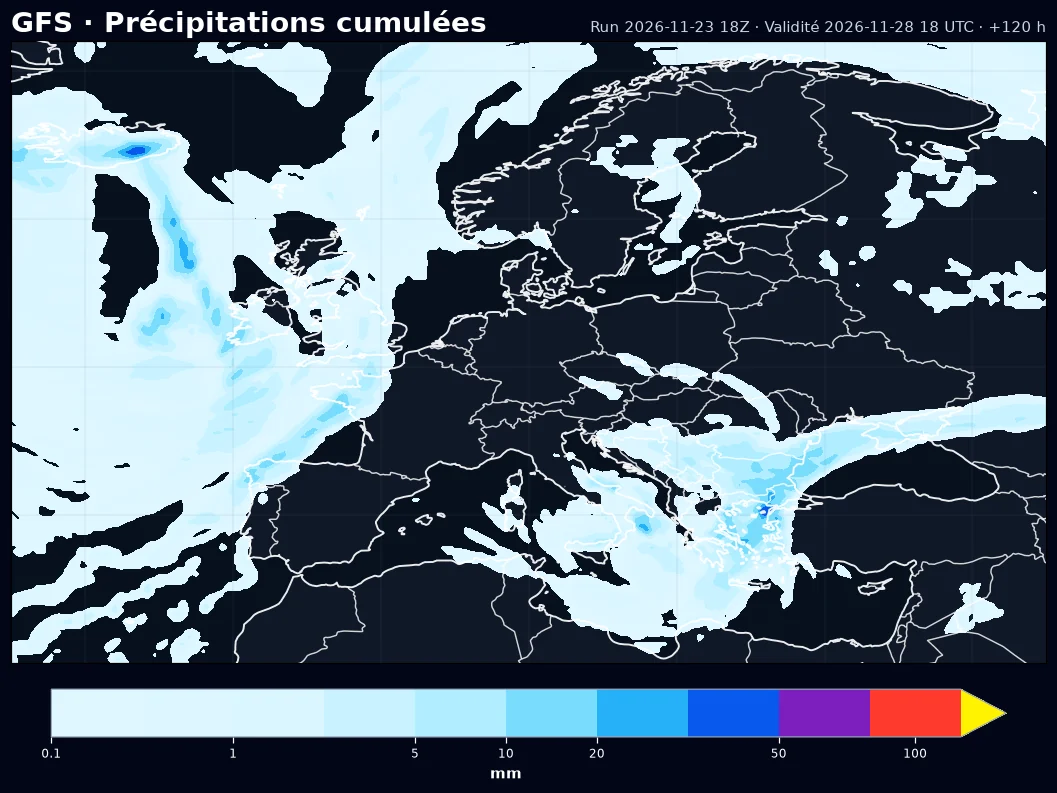 GFS · Précipitations cumulées
Run 2026-11-23 18Z · Validité 2026-11-28 18 UTC · +120 h
0.1 1 5 10 20 50 100
mm